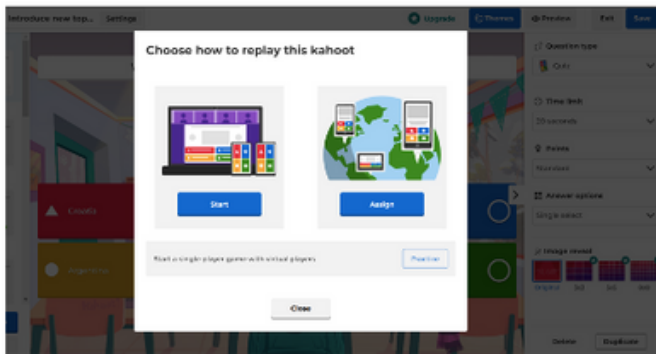 Introduce new top... Settings Upgrade Themes Preview Exit Save
Choose how to replay this kahoot
Start Assign
Start a single player game with virtual players Practice
Close
Croatia
Argentina
Question type
Quiz
Time limit
20 seconds
Points
Standard
Answer options
Single select
Image reveal
Delete Duplicate